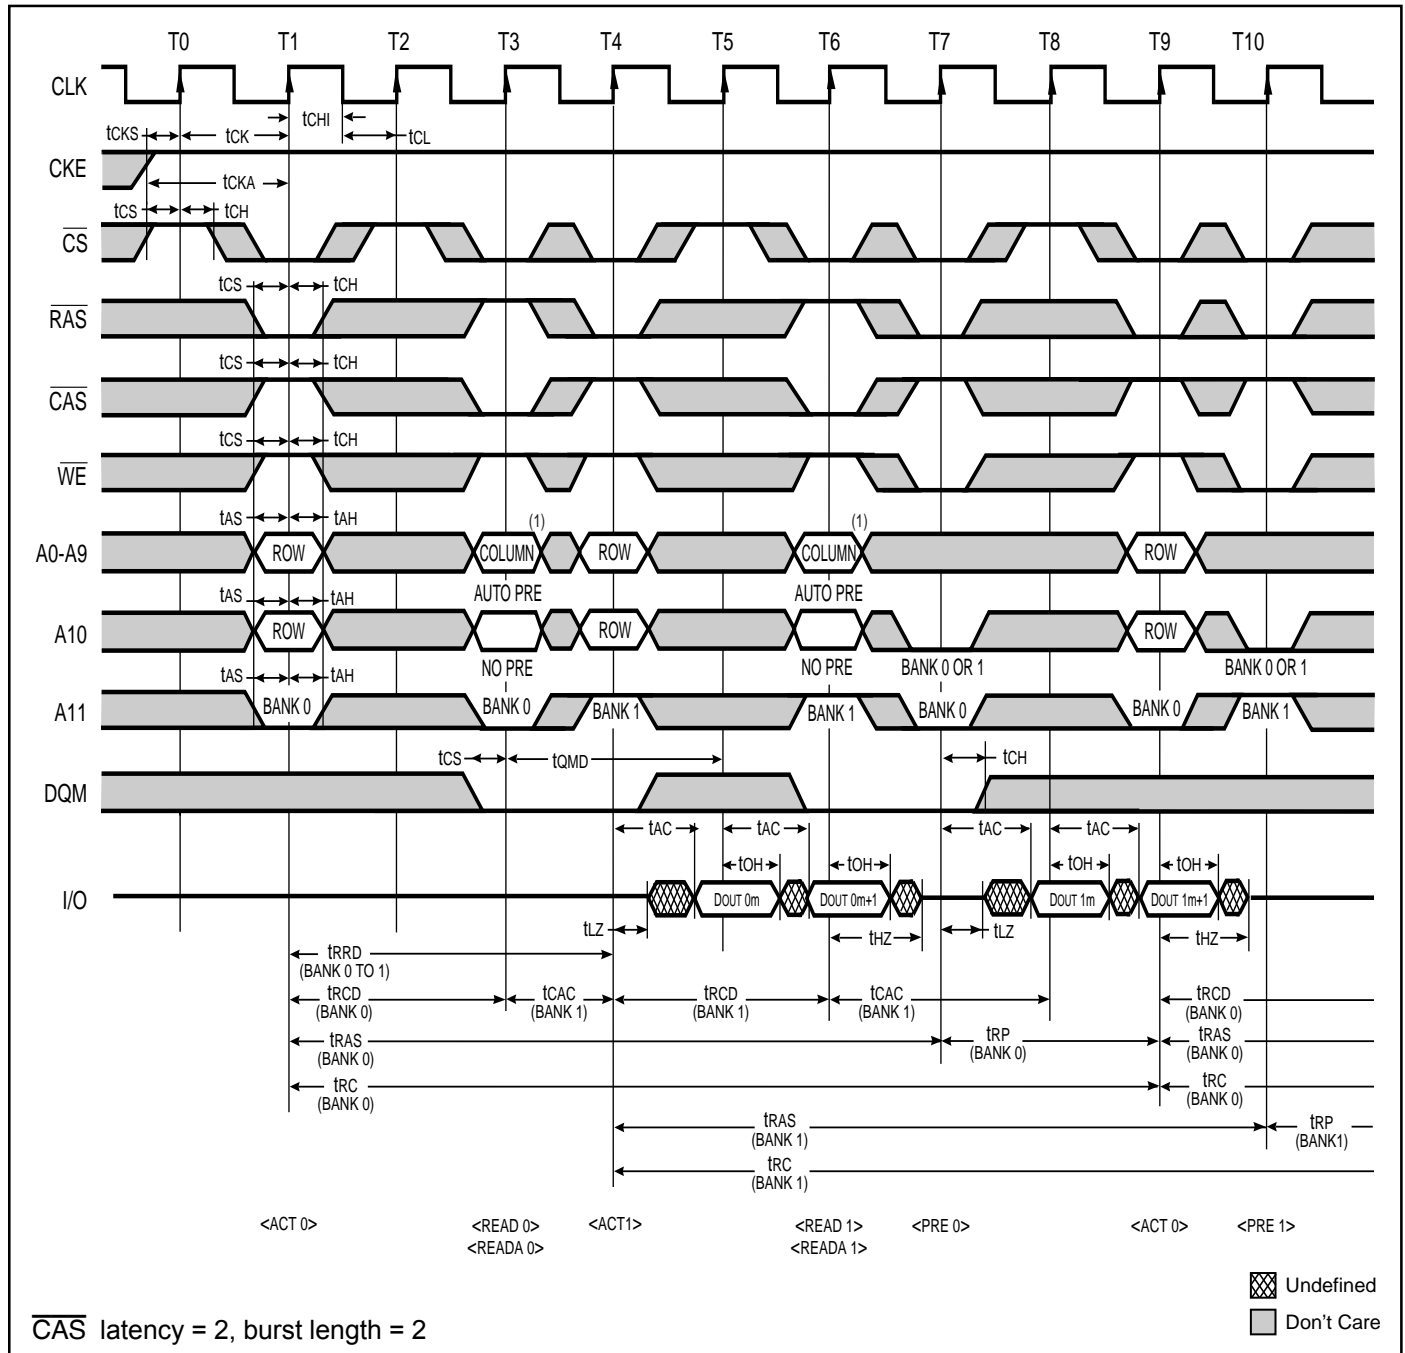 T0 T1 T2 T3 T4 T5 T6 T7 T8 T9 T10
CLK
tCHI
tCKS tCK tCL
CKE
tCKA
tCS tCH
CS
tCS tCH
RAS
tCS tCH
CAS
tCS tCH
WE
tAS tAH (1) (1)
A0-A9 ROW COLUMN ROW COLUMN ROW
tAS tAH AUTO PRE AUTO PRE
A10 ROW ROW ROW
tAS tAH NO PRE NO PRE BANK 0 OR 1 BANK 0 OR 1
A11 BANK 0 BANK 0 BANK 1 BANK 1 BANK 0 BANK 0 BANK 1
tCS tQMD tCH
DQM
tAC tAC tAC tAC
tOH tOH tOH tOH
I/O DOUT 0m DOUT 0m+1 DOUT 1m DOUT 1m+1
tLZ tHZ tLZ tHZ
tRRD
(BANK 0 TO 1)
tRCD tCAC tRCD tCAC tRCD
(BANK 0) (BANK 1) (BANK 1) (BANK 1) (BANK 0)
tRAS tRP tRAS
(BANK 0) (BANK 0) (BANK 0)
tRC tRC
(BANK 0) (BANK 0)
tRAS tRP
(BANK 1) (BANK1)
tRC
(BANK 1)
<ACT 0> <READ 0> <ACT1> <READ 1> <PRE 0> <ACT 0> <PRE 1>
<READA 0> <READA 1>
Undefined
Don't Care
CAS latency = 2, burst length = 2